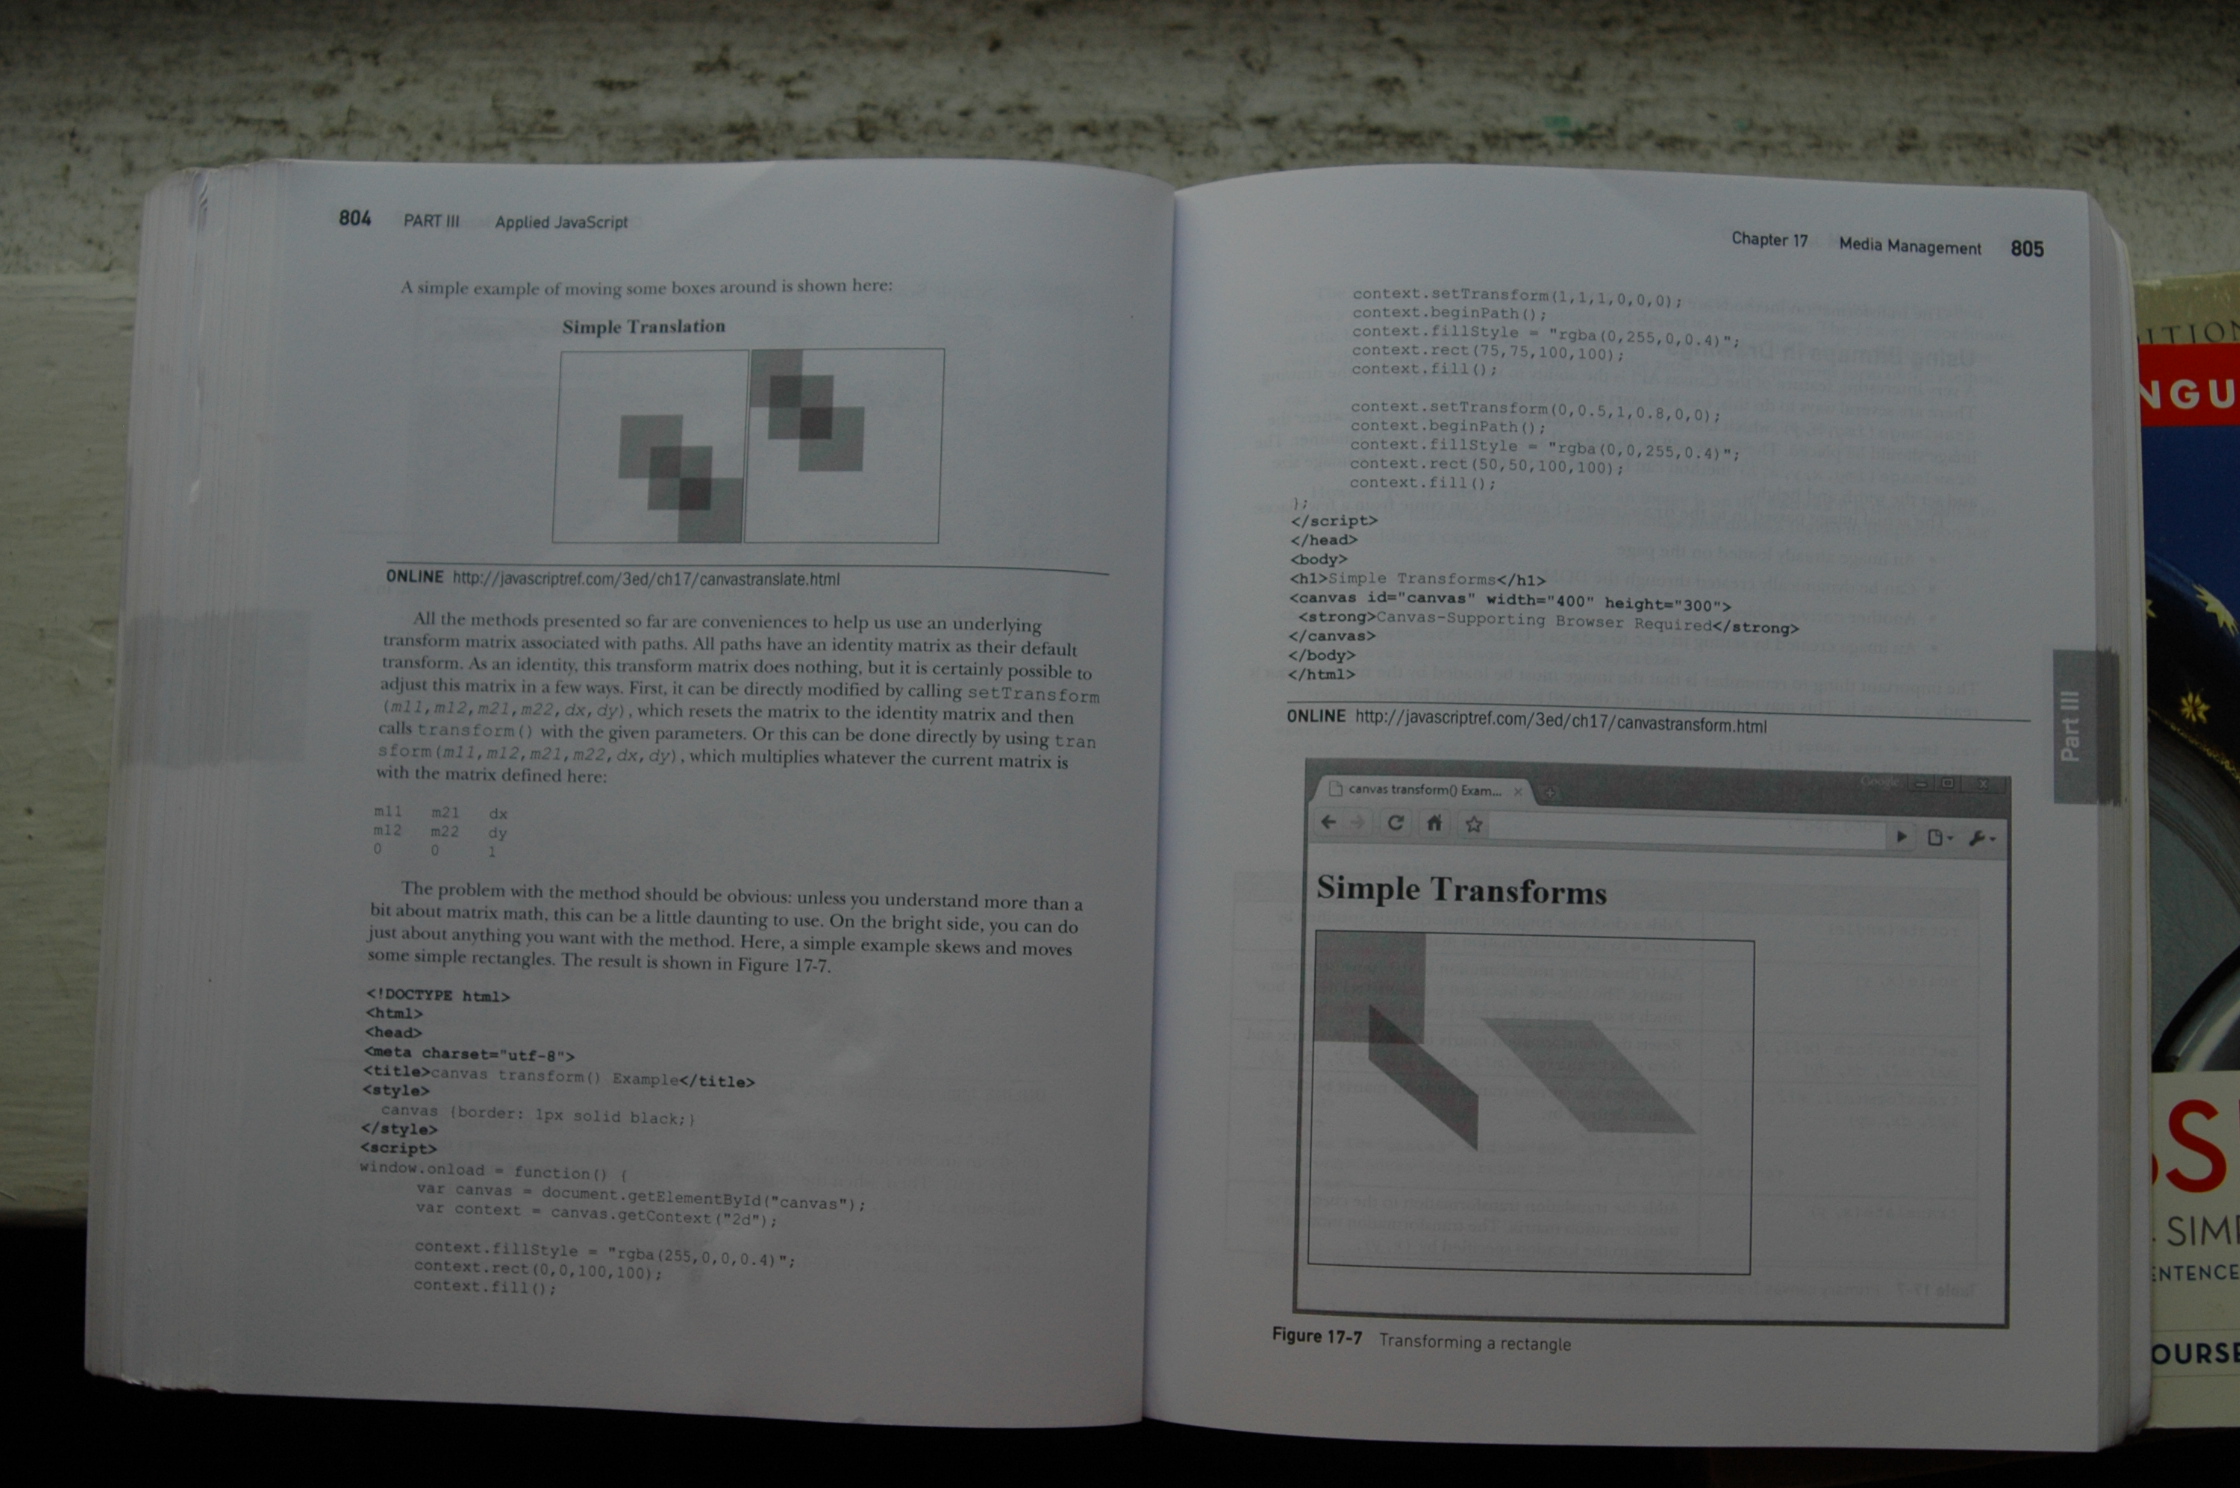 804 PART III Applied JavaScript
A simple example of moving some boxes around is shown here:
Simple Translation
ONLINE http://javascriptref.com/3ed/ch17/canvastranslate.html
All the methods presented so far are conveniences to help us use an underlying
transform matrix associated with paths. All paths have an identity matrix as their default
transform. As an identity, this transform matrix does nothing, but it is certainly possible to
adjust this matrix in a few ways. First, it can be directly modified by calling setTransform
(m11,m12,m21,m22,dx,dy), which resets the matrix to the identity matrix and then
calls transform() with the given parameters. Or this can be done directly by using tran
sform(m11,m12,m21,m22,dx,dy), which multiplies whatever the current matrix is
with the matrix defined here:
m11 m21 dx
m12 m22 dy
0 0 1
The problem with the method should be obvious: unless you understand more than a
bit about matrix math, this can be a little daunting to use. On the bright side, you can do
just about anything you want with the method. Here, a simple example skews and moves
some simple rectangles. The result is shown in Figure 17-7.
<!DOCTYPE html>
<html>
<head>
<meta charset="utf-8">
<title>canvas transform() Example</title>
<style>
canvas {border: 1px solid black;}
</style>
<script>
window.onload = function() {
var canvas = document.getElementById("canvas");
var context = canvas.getContext("2d");
context.fillStyle = "rgba(255,0,0,0.4)";
context.rect(0,0,100,100);
context.fill();
Chapter 17 Media Management 805
context.setTransform(1,1,1,0,0,0);
context.beginPath();
context.fillStyle = "rgba(0,255,0,0.4)";
context.rect(75,75,100,100);
context.fill();
context.setTransform(0,0.5,1,0.8,0,0);
context.beginPath();
context.fillStyle = "rgba(0,0,255,0.4)";
context.rect(50,50,100,100);
context.fill();
};
</script>
</head>
<body>
<h1>Simple Transforms</h1>
<canvas id="canvas" width="400" height="300">
<strong>Canvas-Supporting Browser Required</strong>
</canvas>
</body>
</html>
ONLINE http://javascriptref.com/3ed/ch17/canvastransform.html
Part III
canvas transform() Exam...
Google
Simple Transforms
Figure 17-7 Transforming a rectangle
ITION
NGU
S
SIM
ENTENCE
OURSE